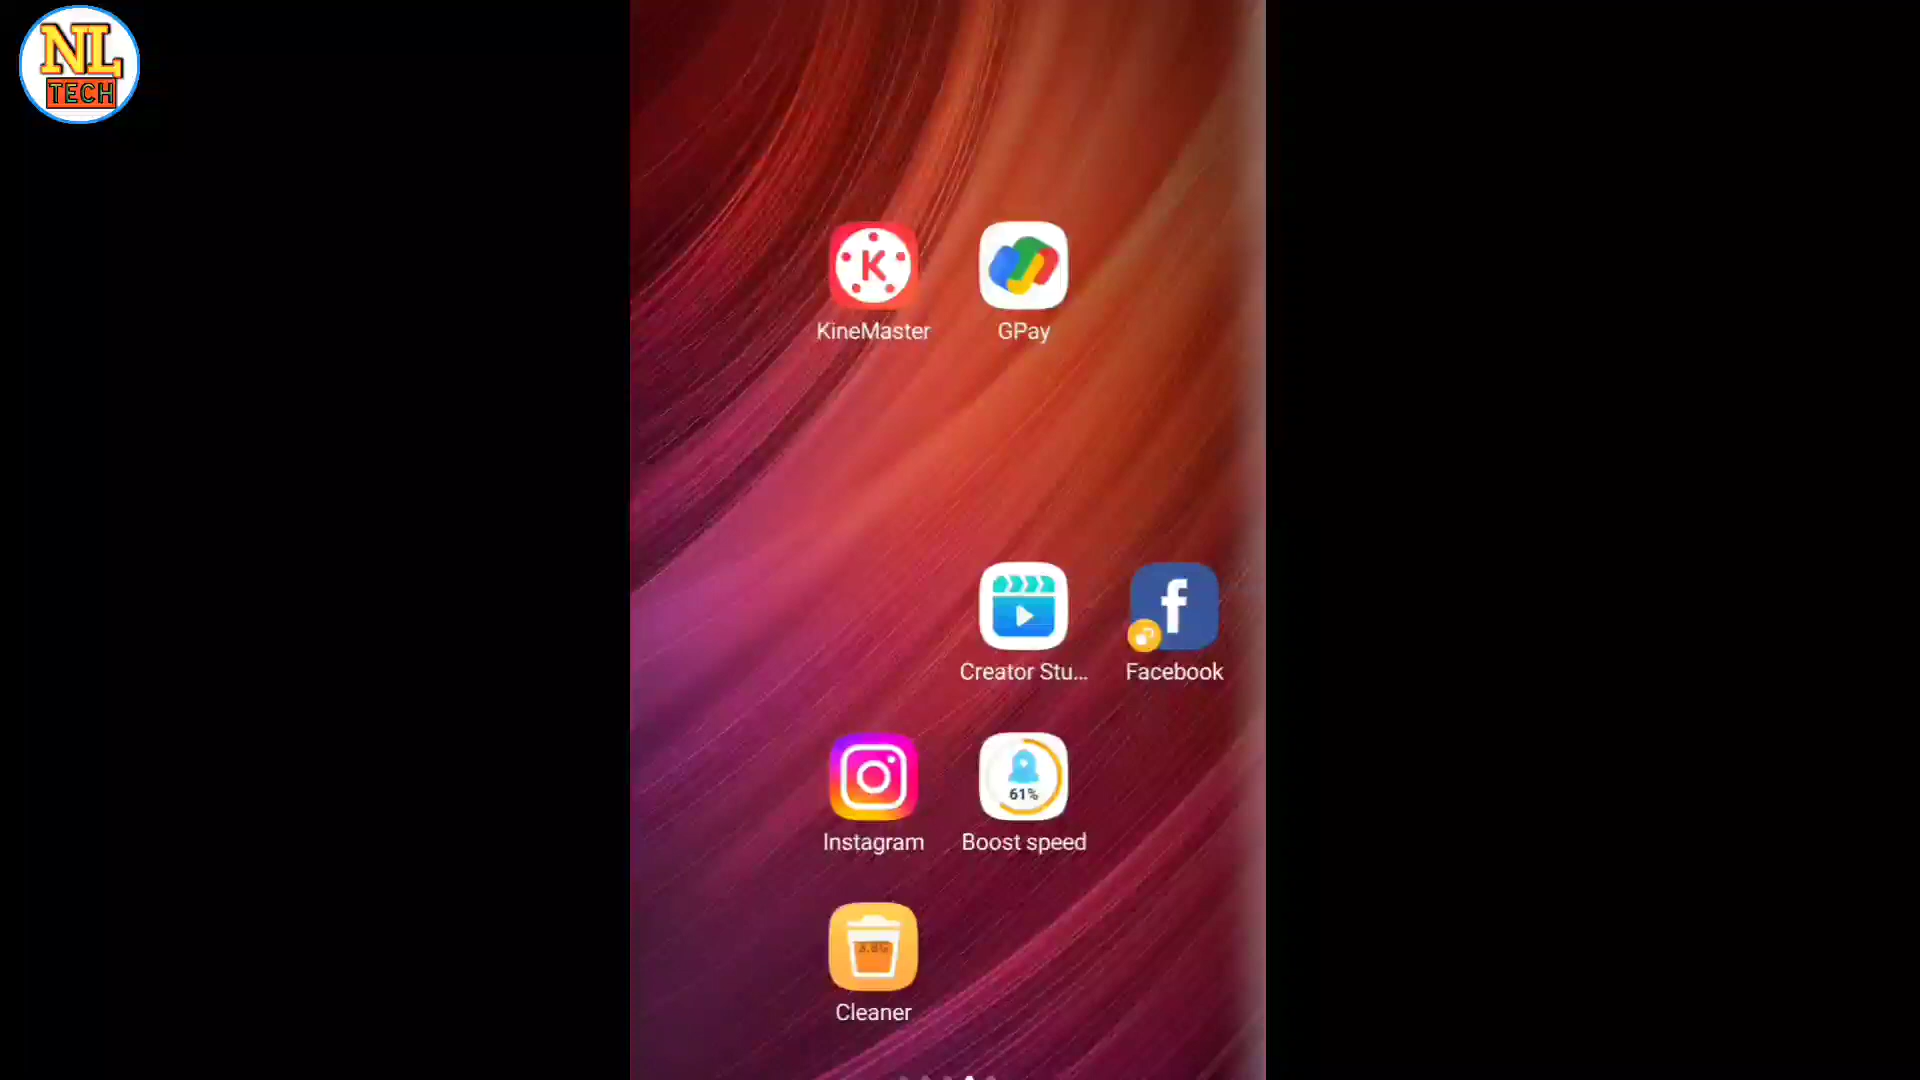 NL
TECH
K
KineMaster
GPay
Creator Stu...
f
Facebook
61%
Instagram
Boost speed
Cleaner